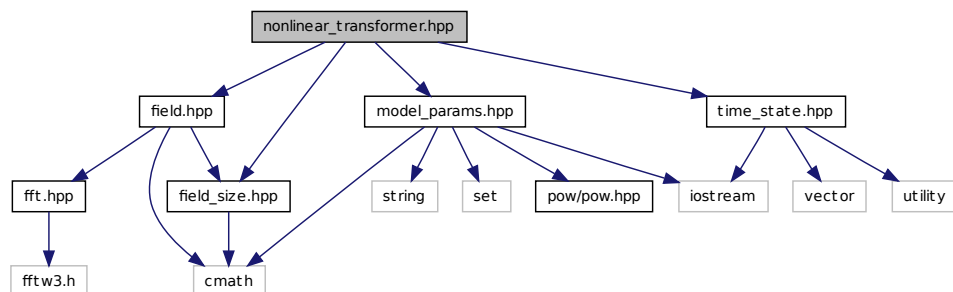 nonlinear_transformer.hpp
field.hpp
model_params.hpp
time_state.hpp
fft.hpp
field_size.hpp
string
set
pow/pow.hpp
iostream
vector
utility
fftw3.h
cmath